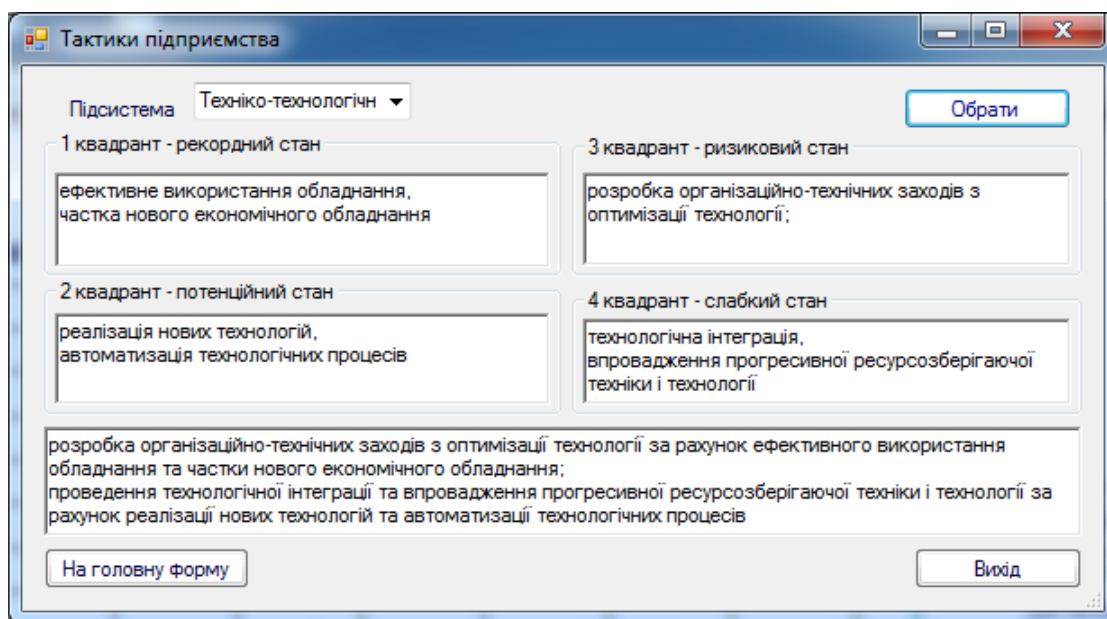 Тактики підприємства
Підсистема
Техніко-технологічн
Обрати
1 квадрант - рекордний стан
ефективне використання обладнання,
частка нового економічного обладнання
3 квадрант - ризиковий стан
розробка організаційно-технічних заходів з
оптимізації технології;
2 квадрант - потенційний стан
реалізація нових технологій,
автоматизація технологічних процесів
4 квадрант - слабкий стан
технологічна інтеграція,
впровадження прогресивної ресурсозберігаючої
техніки і технології
розробка організаційно-технічних заходів з оптимізації технології за рахунок ефективного використання
обладнання та частки нового економічного обладнання;
проведення технологічної інтеграції та впровадження прогресивної ресурсозберігаючої техніки і технології за
рахунок реалізації нових технологій та автоматизації технологічних процесів
На головну форму
Вихід